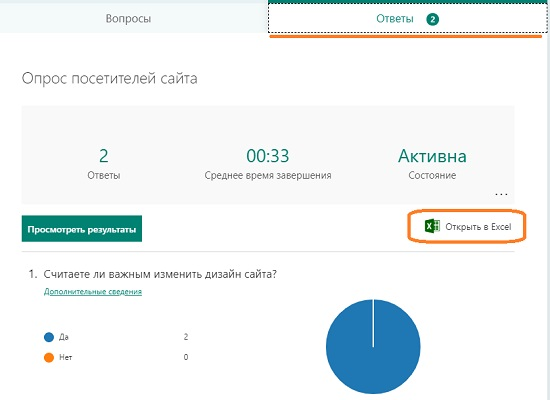 Вопросы
Ответы 2
Опрос посетителей сайта
2 00:33 Активна
Ответы Среднее время завершения Состояние
...
Просмотреть результаты Открыть в Excel
1. Считаете ли важным изменить дизайн сайта?
Дополнительные сведения
Да 2
Нет 0